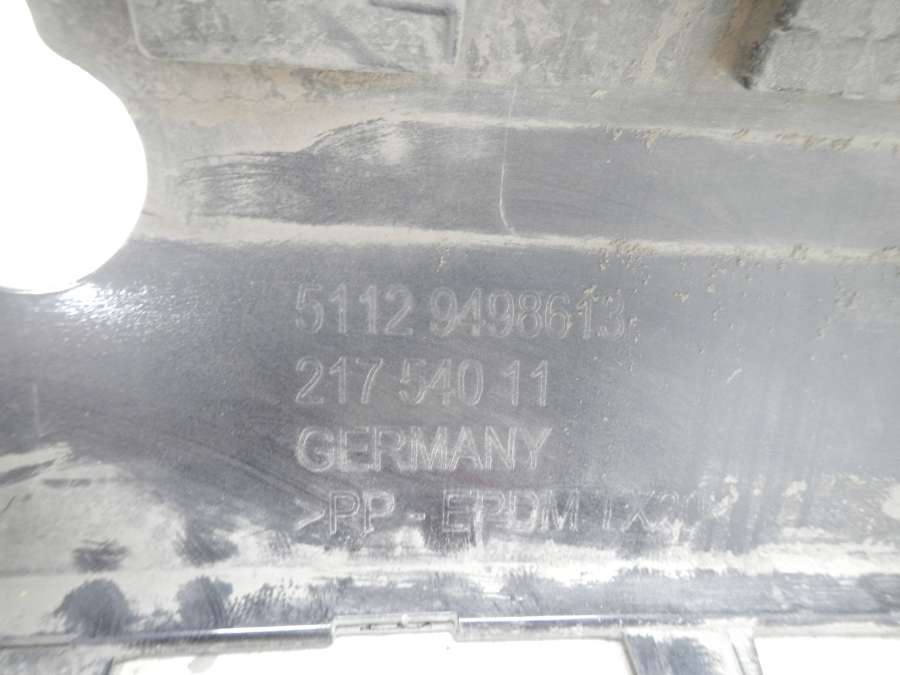 5112 9498613
217 540 11
GERMANY
>PP - EPDM